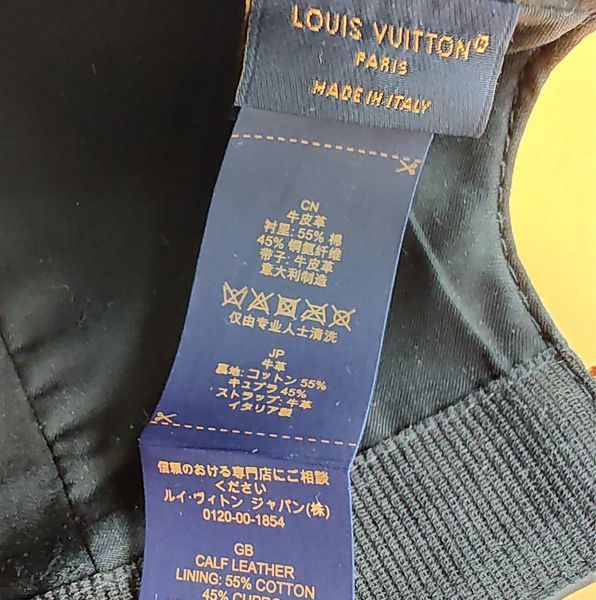 LOUIS VUITTON
PARIS
MADE IN ITALY
CN
牛皮革
衬里: 55% 棉
45% 铜氨纤维
带子: 牛皮革
意大利制造
仅由专业人士清洗
JP
牛革
裏地: コットン 55%
キュプラ 45%
ストラップ: 牛革
イタリア製
信頼のおける専門店にご相談
ください
ルイ・ヴィトン ジャパン(株)
0120-00-1854
GB
CALF LEATHER
LINING: 55% COTTON
45% CUPRO